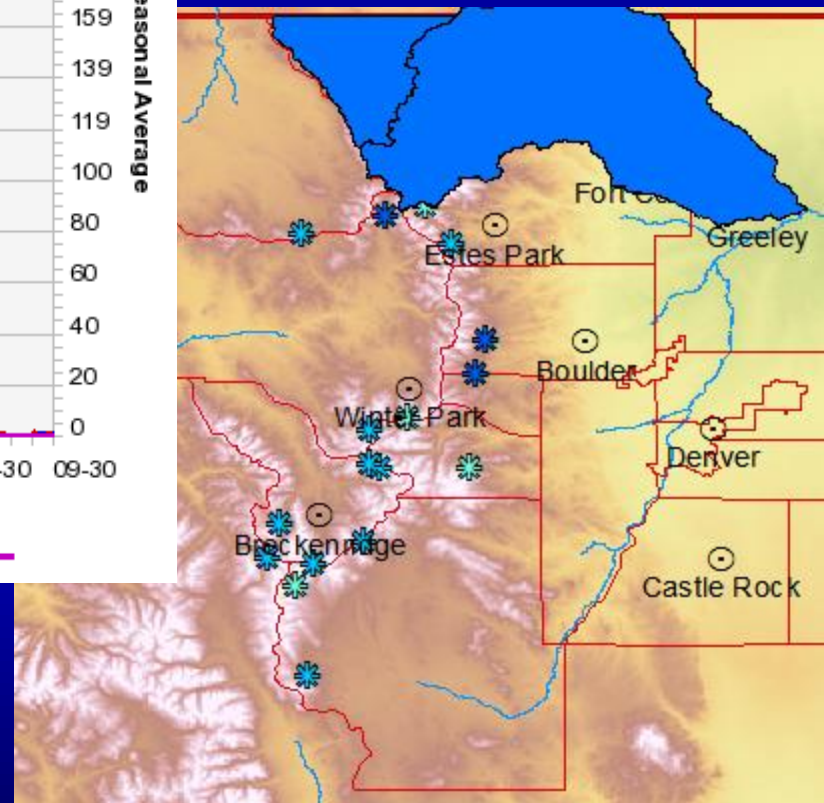 159
139
119
100
80
60
40
20
0
-30
09-30
easonal Average
Fort
Greeley
Estes Park
Boulder
Winter Park
Denver
Breckenridge
Castle Rock